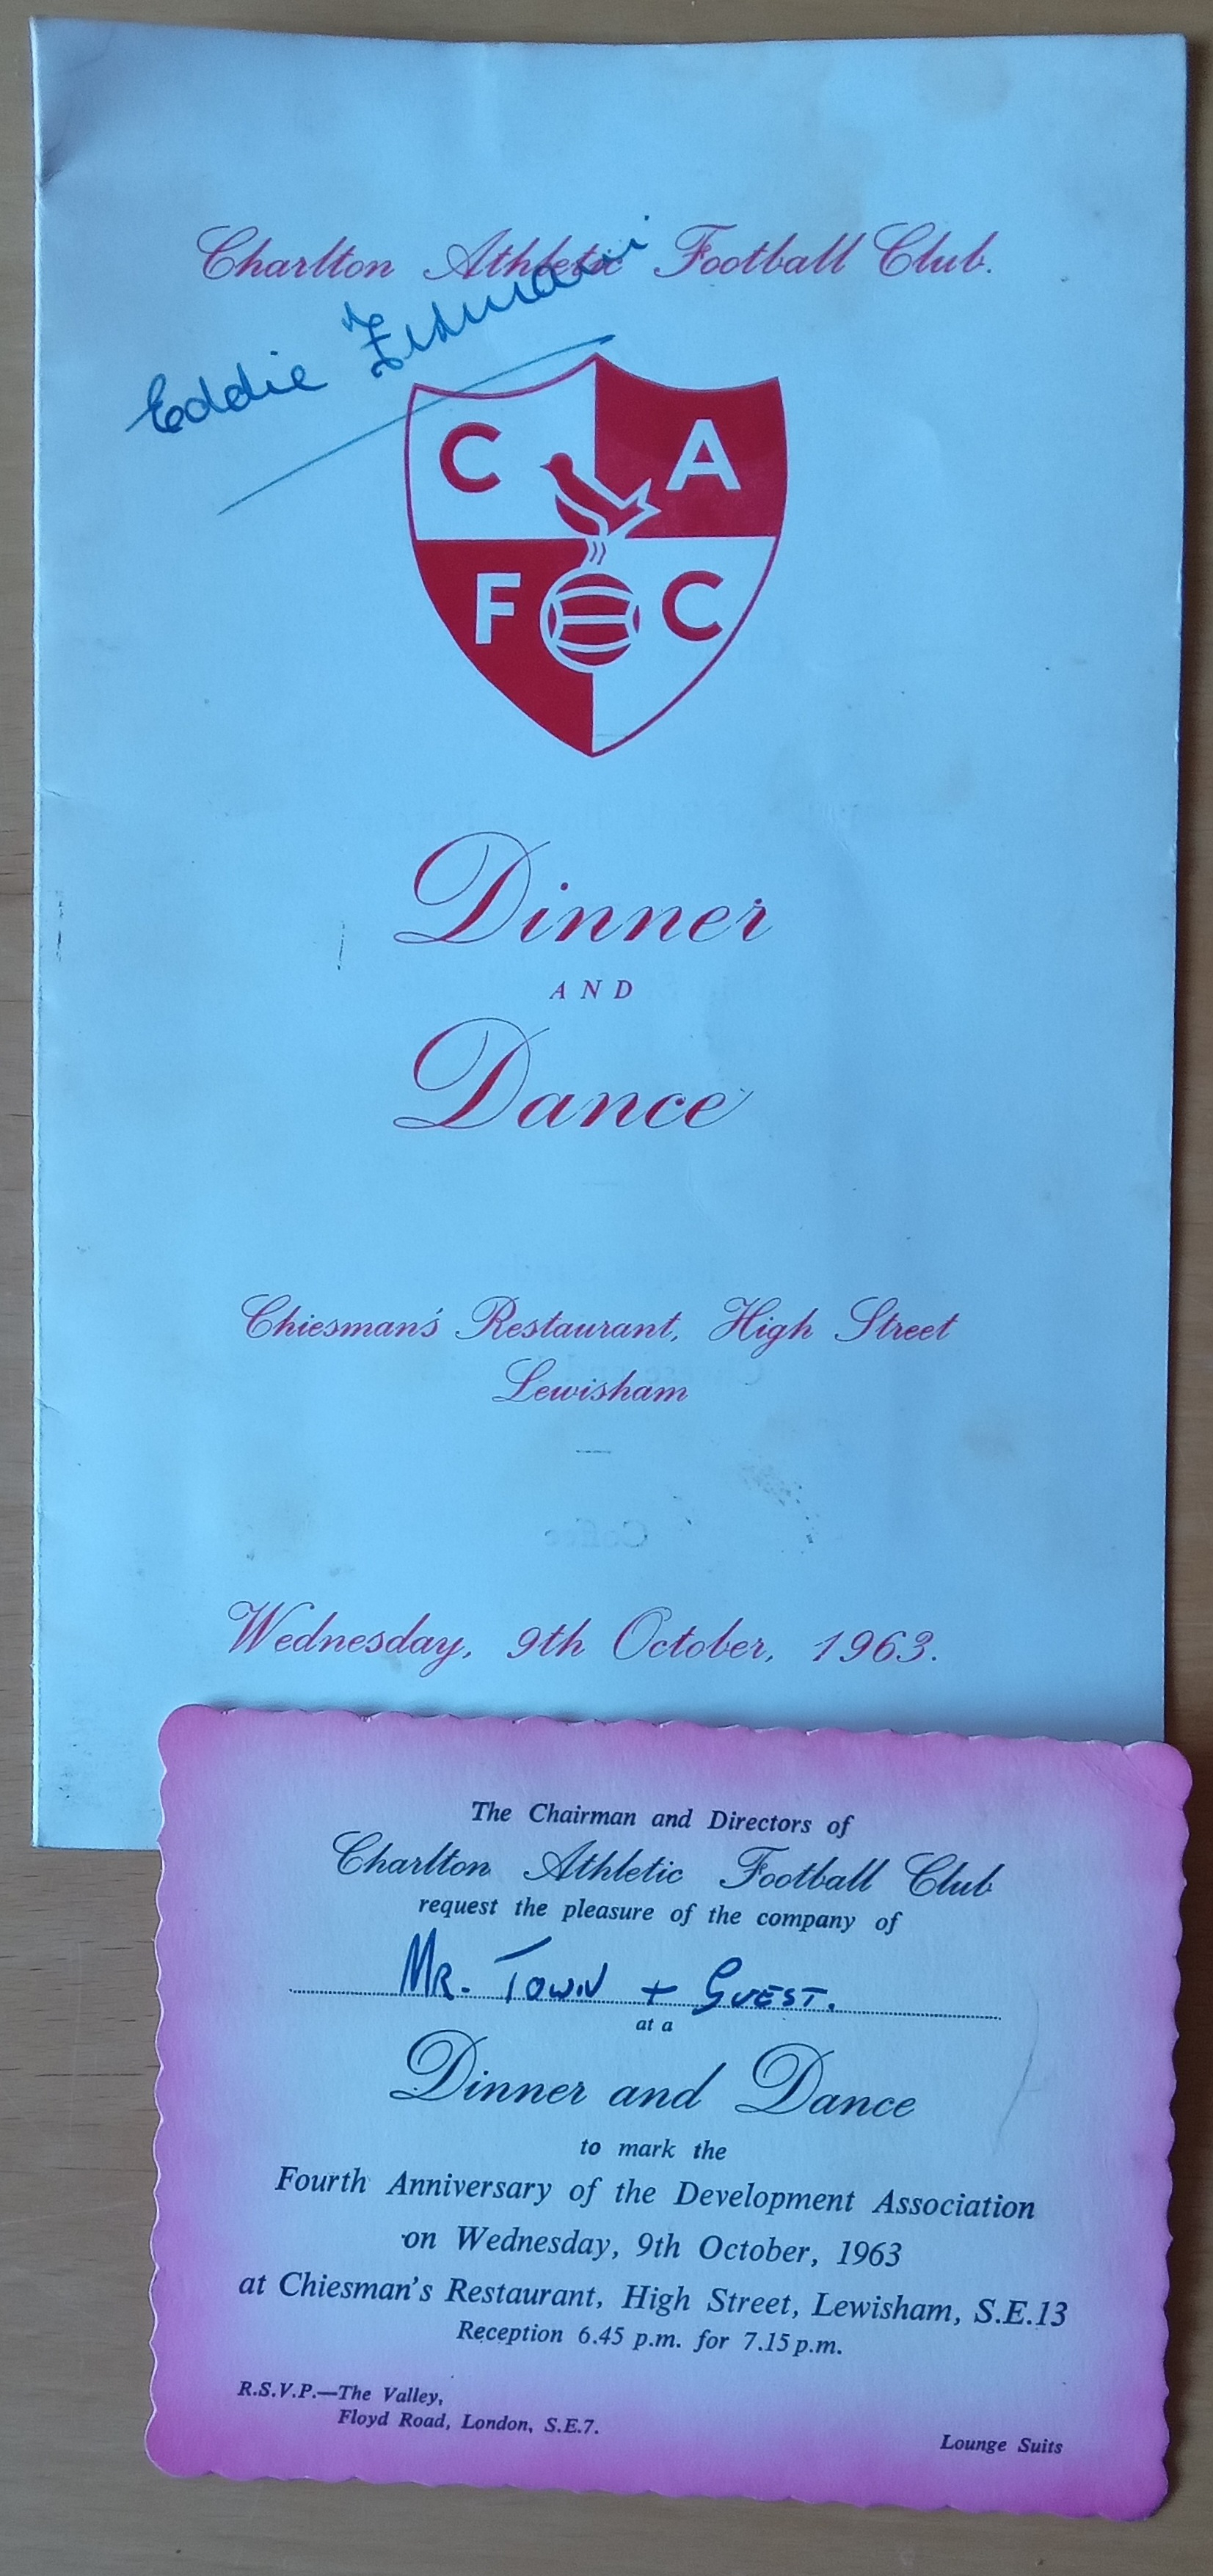 Charlton Athletic Football Club.
Eddie Firmani
C A
F C
Dinner
AND
Dance
Chiesman's Restaurant, High Street
Lewisham
Wednesday, 9th October, 1963.
The Chairman and Directors of
Charlton Athletic Football Club
request the pleasure of the company of
MR. TOWN + GUEST.
at a
Dinner and Dance
to mark the
Fourth Anniversary of the Development Association
on Wednesday, 9th October, 1963
at Chiesman's Restaurant, High Street, Lewisham, S.E.13
Reception 6.45 p.m. for 7.15 p.m.
R.S.V.P.—The Valley,
Floyd Road, London, S.E.7.
Lounge Suits